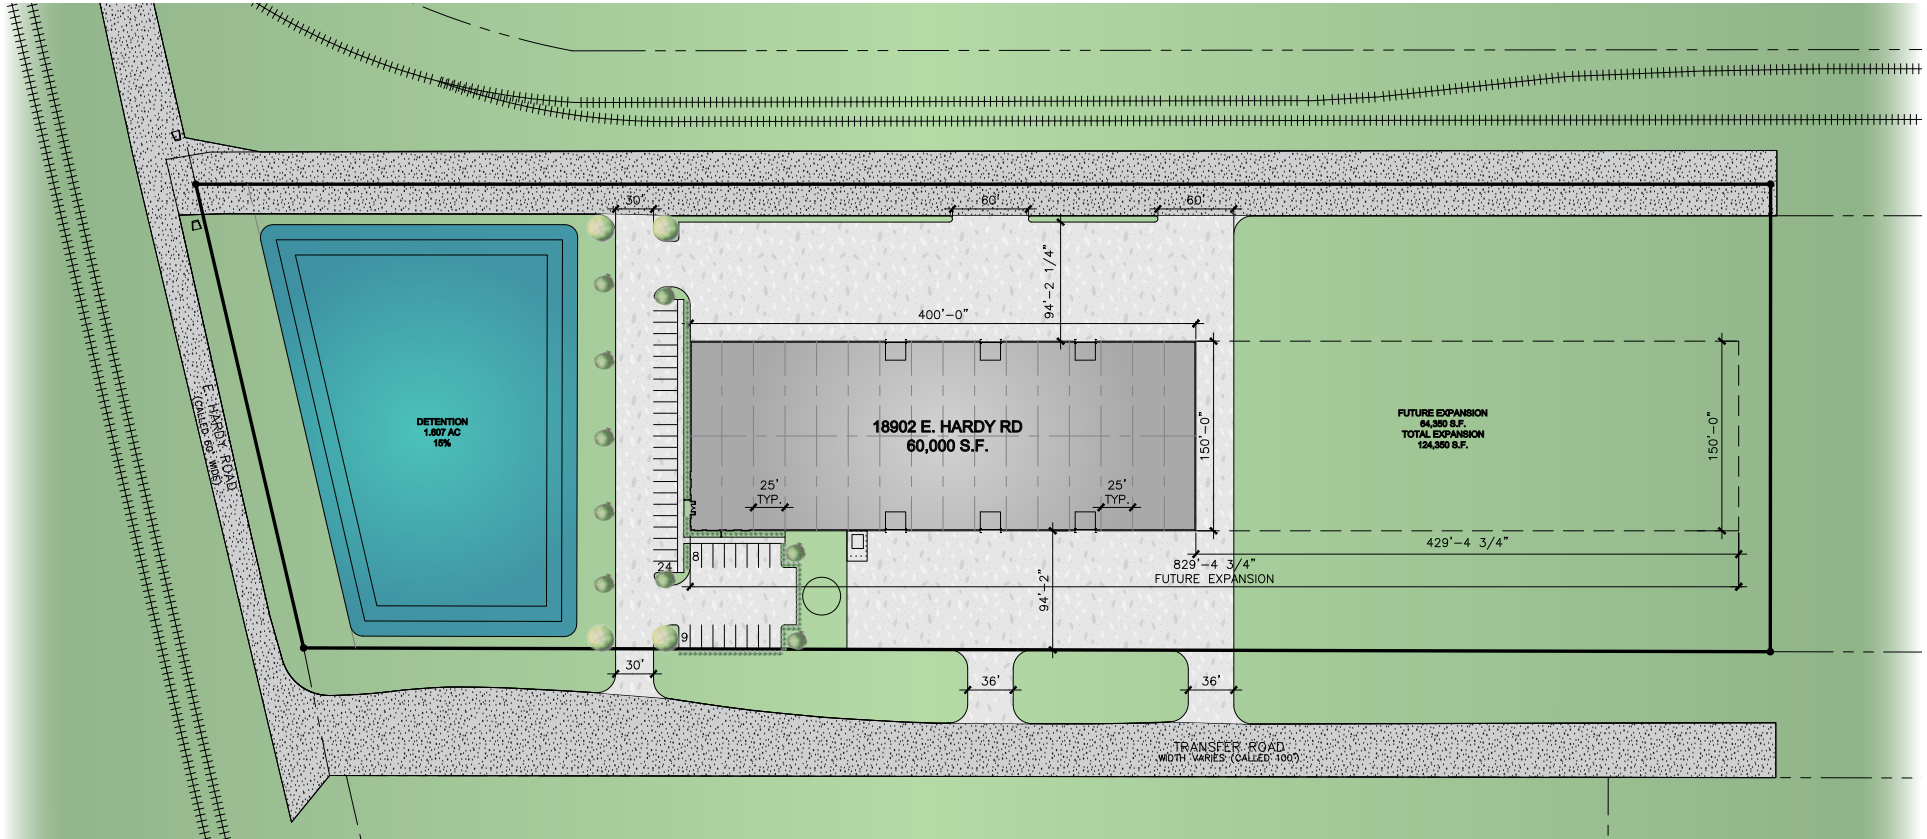 30'
60'
60'
94'-2 1/4"
400'-0"
E. HARDY ROAD
(CALLED 60' WIDE)
DETENTION
1.607 AC
15%
18902 E. HARDY RD
60,000 S.F.
150'-0"
FUTURE EXPANSION
64,350 S.F.
TOTAL EXPANSION
124,350 S.F.
150'-0"
25'
TYP.
25'
TYP.
429'-4 3/4"
8
24
829'-4 3/4"
FUTURE EXPANSION
94'-2"
9
30'
36'
36'
TRANSFER ROAD
WIDTH VARIES (CALLED 100')